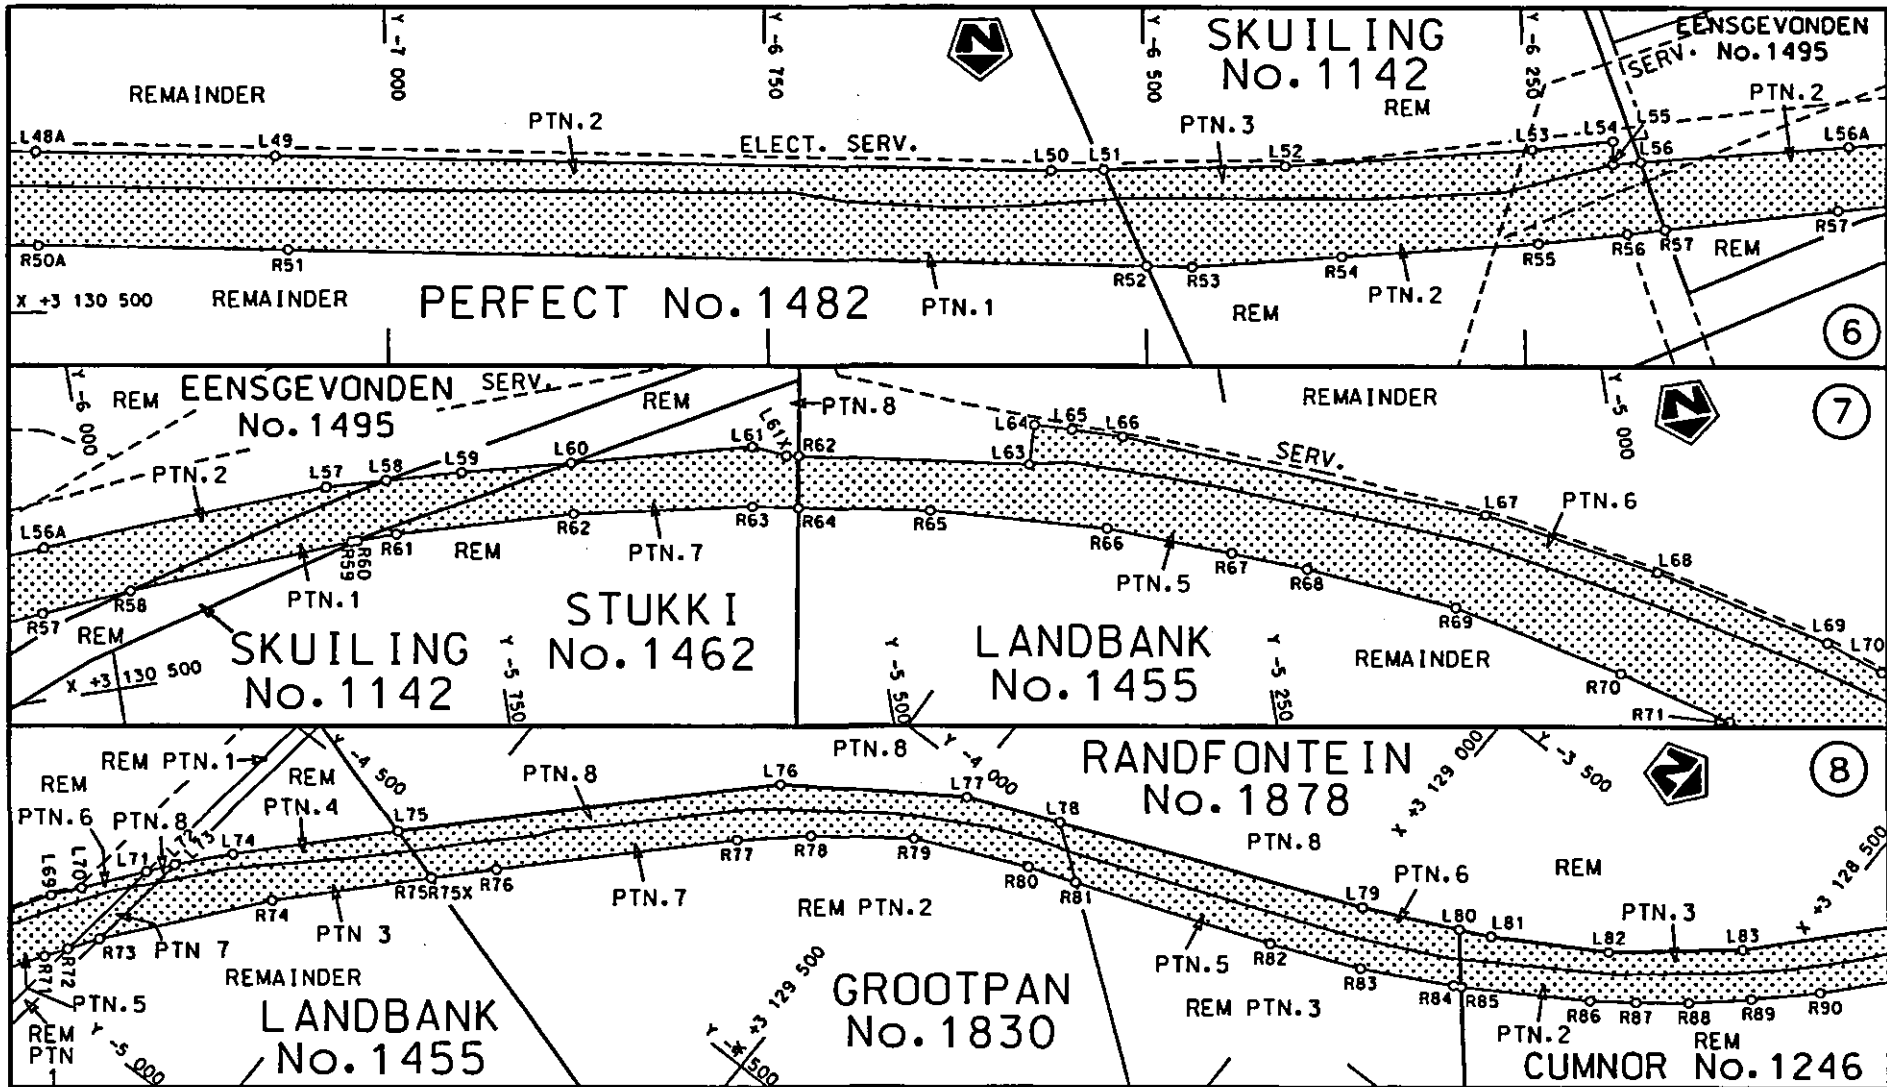 Y -7 000
Y -6 750
N
Y -6 500
SKUILING
No.1142
Y -6 250
EENSGEVONDEN
No.1495
SERV.
REMAINDER
PTN.2
ELECT. SERV.
PTN.3
REM
PTN.2
L48A
L49
L50
L51
L52
L53
L54
L55
L56
L56A
R50A
R51
R52
R53
R54
R55
R56
R57
R57
REM
X +3 130 500
REMAINDER
PERFECT No.1482
PTN.1
REM
PTN.2
6
Y -6 000
REM
EENSGEVONDEN
No.1495
SERV.
REM
PTN.8
REMAINDER
Y -5 000
N
7
PTN.2
L56A
L57
L58
L59
L60
L61
L61X
R62
L63
L64
L65
L66
SERV.
L67
PTN.6
L68
L69
L70
R57
R58
R59
R60
R61
R62
R63
R64
R65
R66
R67
R68
R69
R70
R71
REM
PTN.1
REM
PTN.7
PTN.5
SKUILING
No.1142
STUKKI
No.1462
LANDBANK
No.1455
REMAINDER
X +3 130 500
Y -5 750
Y -5 500
Y -5 250
REM PTN.1
REM
PTN.6
PTN.8
REM
PTN.4
Y -4 500
PTN.8
PTN.8
Y -4 000
RANDFONTEIN
No.1878
PTN.8
X +3 129 000
Y -3 500
N
8
L69
L70
L71
L72
L73
L74
L75
L76
L77
L78
L79
PTN.6
L80
L81
L82
L83
REM
PTN.3
X +3 128 500
R71
R72
R73
R74
R75
R75X
R76
R77
R78
R79
R80
R81
R82
R83
R84
R85
R86
R87
R88
R89
R90
PTN 7
PTN 3
PTN.7
REM PTN.2
PTN.5
REM PTN.3
PTN.2
REM
PTN.5
REM
PTN
1
REMAINDER
LANDBANK
No.1455
Y -5 000
X +3 129 500
Y -4 500
GROOTPAN
No.1830
CUMNOR No.1246